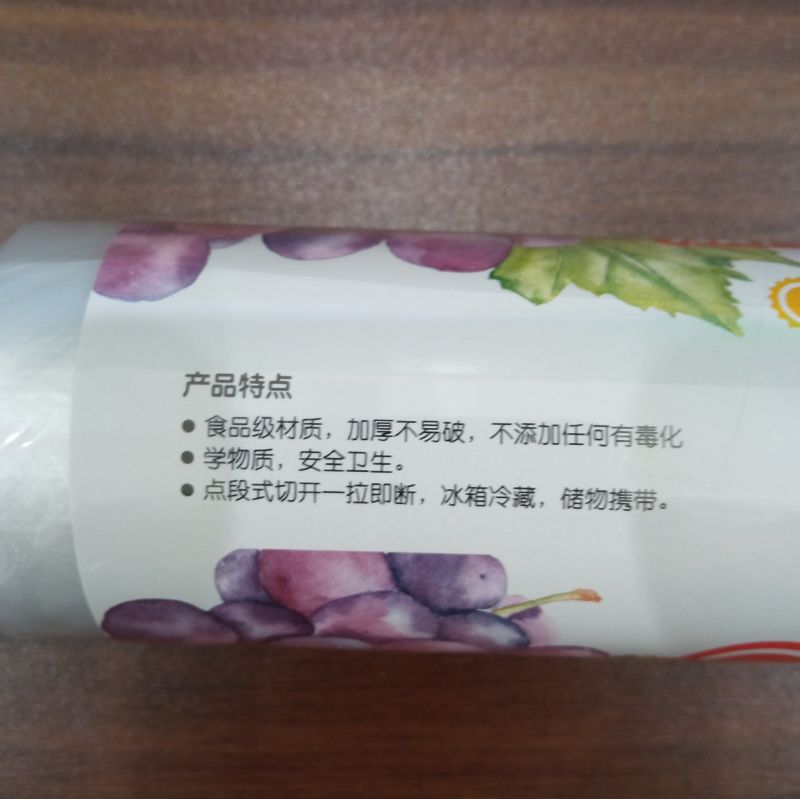 产品特点
● 食品级材质，加厚不易破，不添加任何有毒化
● 学物质，安全卫生。
● 点段式切开一拉即断，冰箱冷藏，储物携带。